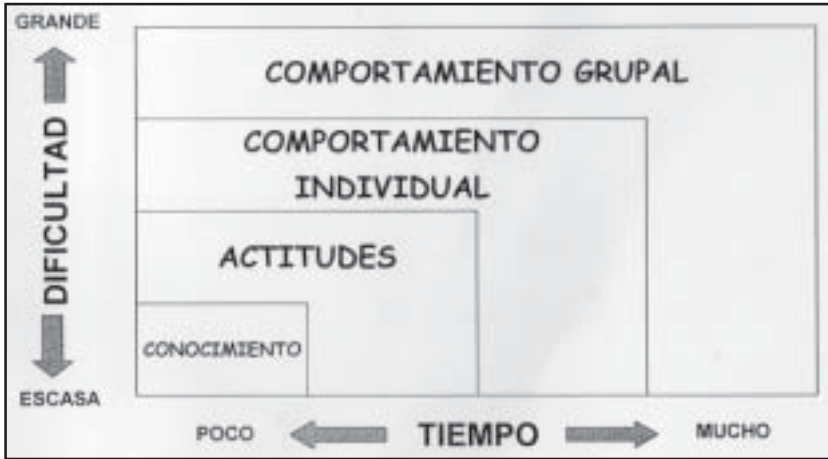 GRANDE
DIFICULTAD
ESCASA
COMPORTAMIENTO GRUPAL
COMPORTAMIENTO
INDIVIDUAL
ACTITUDES
CONOCIMIENTO
POCO
TIEMPO
MUCHO